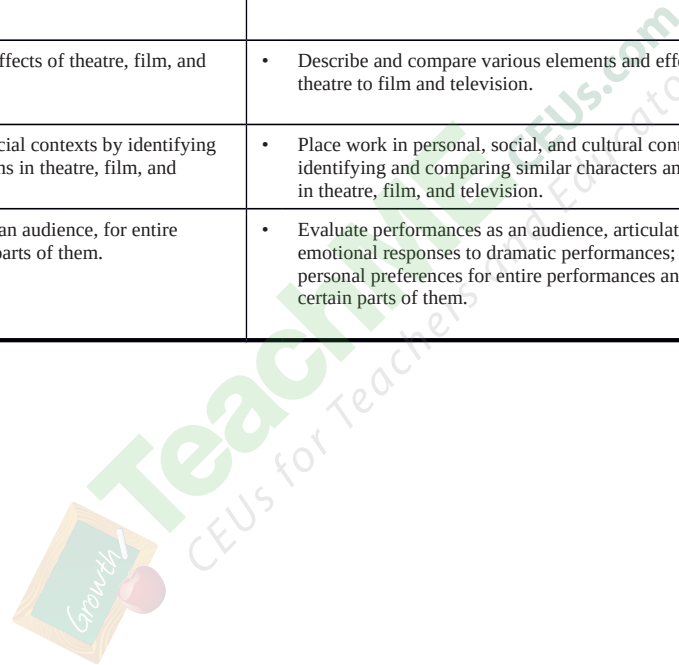 ffects of theatre, film, and
• Describe and compare various elements and effe
theatre to film and television.
cial contexts by identifying
ns in theatre, film, and
• Place work in personal, social, and cultural cont
identifying and comparing similar characters an
in theatre, film, and television.
an audience, for entire
parts of them.
• Evaluate performances as an audience, articulat
emotional responses to dramatic performances;
personal preferences for entire performances an
certain parts of them.
TeachMECEUs.com
CEUs for Teachers and Educato
Growth